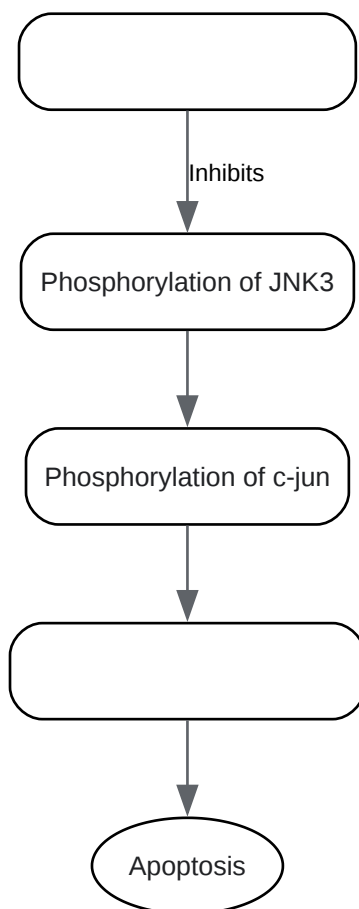 Inhibits
Phosphorylation of JNK3
Phosphorylation of c-jun
Apoptosis